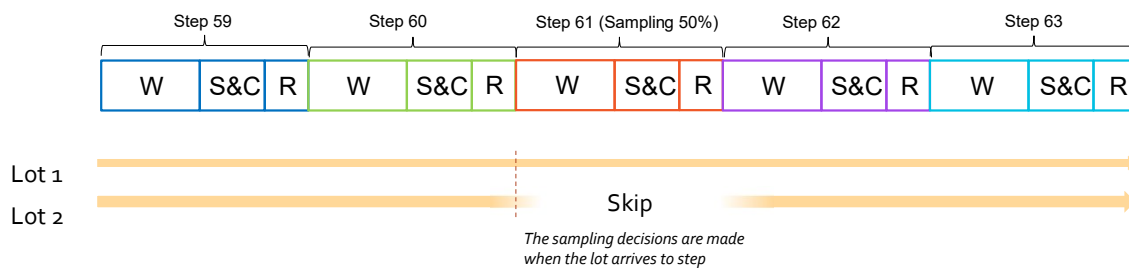 Step 59 Step 60 Step 61 (Sampling 50%) Step 62 Step 63
W S&C R W S&C R W S&C R W S&C R W S&C R
Lot 1
Lot 2 Skip
The sampling decisions are made
when the lot arrives to step